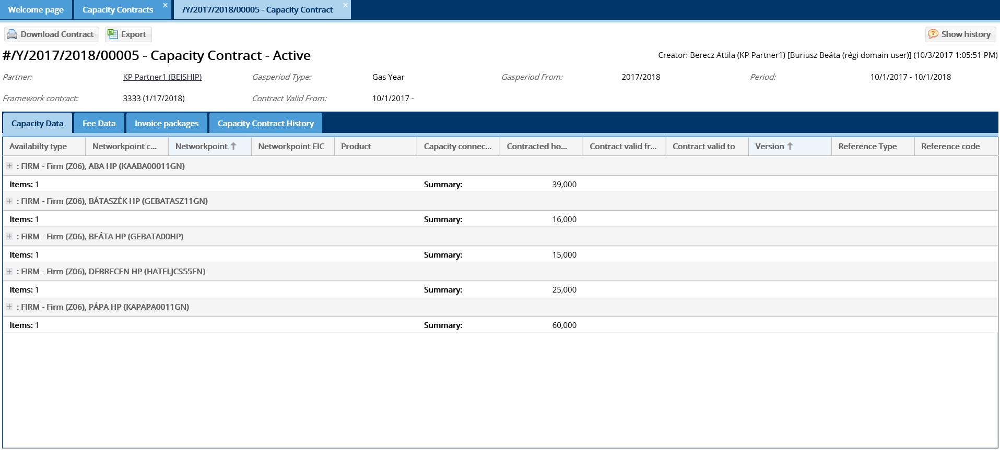 Welcome page Capacity Contracts × /Y/2017/2018/00005 - Capacity Contract ×
Download Contract Export Show history
#/Y/2017/2018/00005 - Capacity Contract - Active Creator: Berecz Attila (KP Partner1) [Buriusz Beáta (régi domain user)] (10/3/2017 1:05:51 PM)
Partner: KP Partner1 (BEJSHIP) Gasperiod Type: Gas Year Gasperiod From: 2017/2018 Period: 10/1/2017 - 10/1/2018
Framework contract: 3333 (1/17/2018) Contract Valid From: 10/1/2017 -
Capacity Data Fee Data Invoice packages Capacity Contract History
Availabilty type Networkpoint c... Networkpoint Networkpoint EIC Product Capacity connec... Contracted ho... Contract valid fr... Contract valid to Version Reference Type Reference code
: FIRM - Firm (Z06), ABA HP (KAABA00011GN)
Items: 1 Summary: 39,000
: FIRM - Firm (Z06), BÁTASZÉK HP (GEBATASZ11GN)
Items: 1 Summary: 16,000
: FIRM - Firm (Z06), BEÁTA HP (GEBATA00HP)
Items: 1 Summary: 15,000
: FIRM - Firm (Z06), DEBRECEN HP (HATELJCS55EN)
Items: 1 Summary: 25,000
: FIRM - Firm (Z06), PÁPA HP (KAPAPA0011GN)
Items: 1 Summary: 60,000